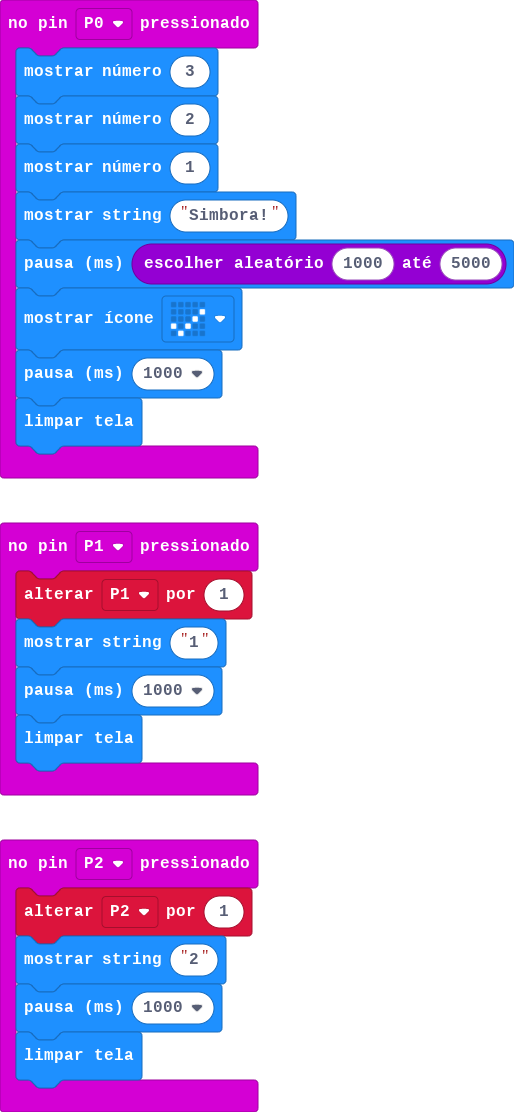 no pin P0 pressionado
mostrar número 3
mostrar número 2
mostrar número 1
mostrar string "Simbora!"
pausa (ms) escolher aleatório 1000 até 5000
mostrar ícone
pausa (ms) 1000
limpar tela
no pin P1 pressionado
alterar P1 por 1
mostrar string "1"
pausa (ms) 1000
limpar tela
no pin P2 pressionado
alterar P2 por 1
mostrar string "2"
pausa (ms) 1000
limpar tela